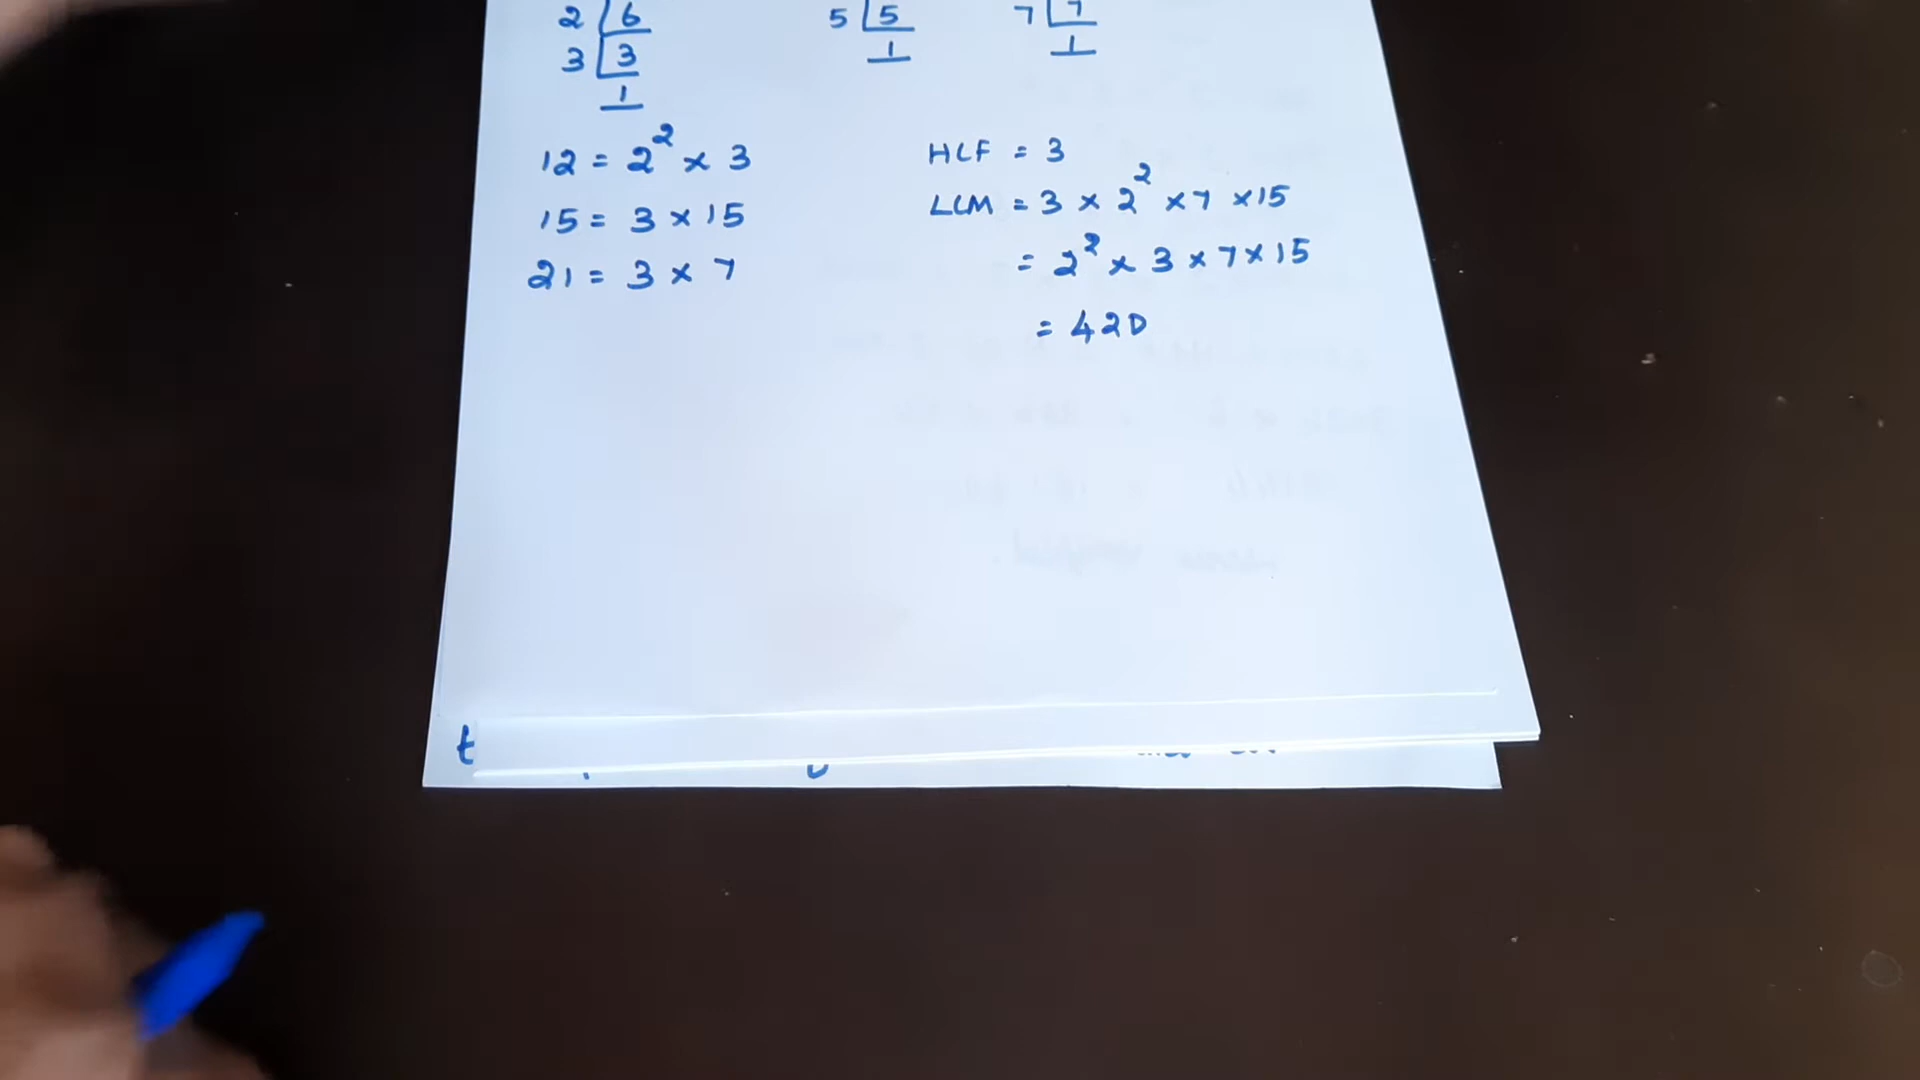 2 6
3 3
1
5 5
1
7 7
1
12 = 2² × 3
15 = 3 × 15
21 = 3 × 7
HCF = 3
LCM = 3 × 2² × 7 × 15
= 2² × 3 × 7 × 15
= 420
t